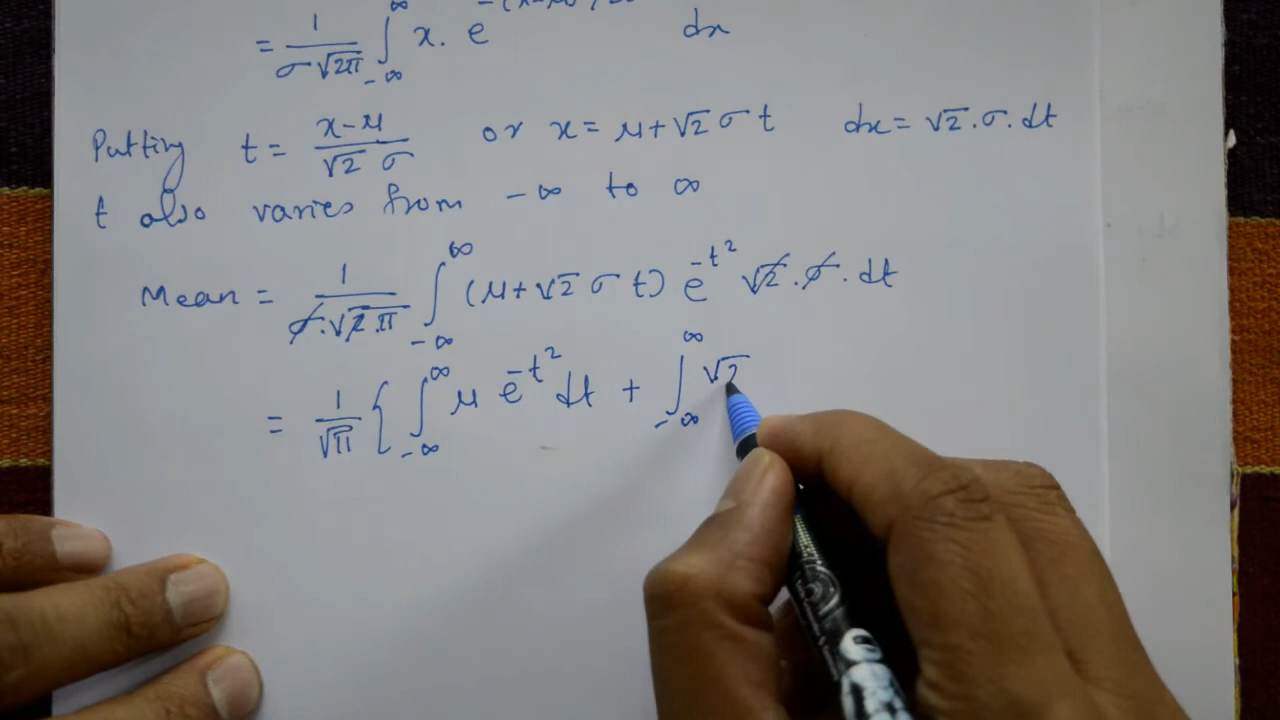 = 1/(σ√2π) ∫_{-∞}^{∞} x. e dx
Putting t = (x-μ)/(√2 σ) or x = μ+√2 σ t dx = √2.σ.dt
t also varies from -∞ to ∞
Mean = 1/(σ.√2.π) ∫_{-∞}^{∞} (μ+√2 σ t) e^{-t²} √2.σ.dt
= 1/√π { ∫_{-∞}^{∞} μ e^{-t²} dt + ∫_{-∞}^{∞} √2